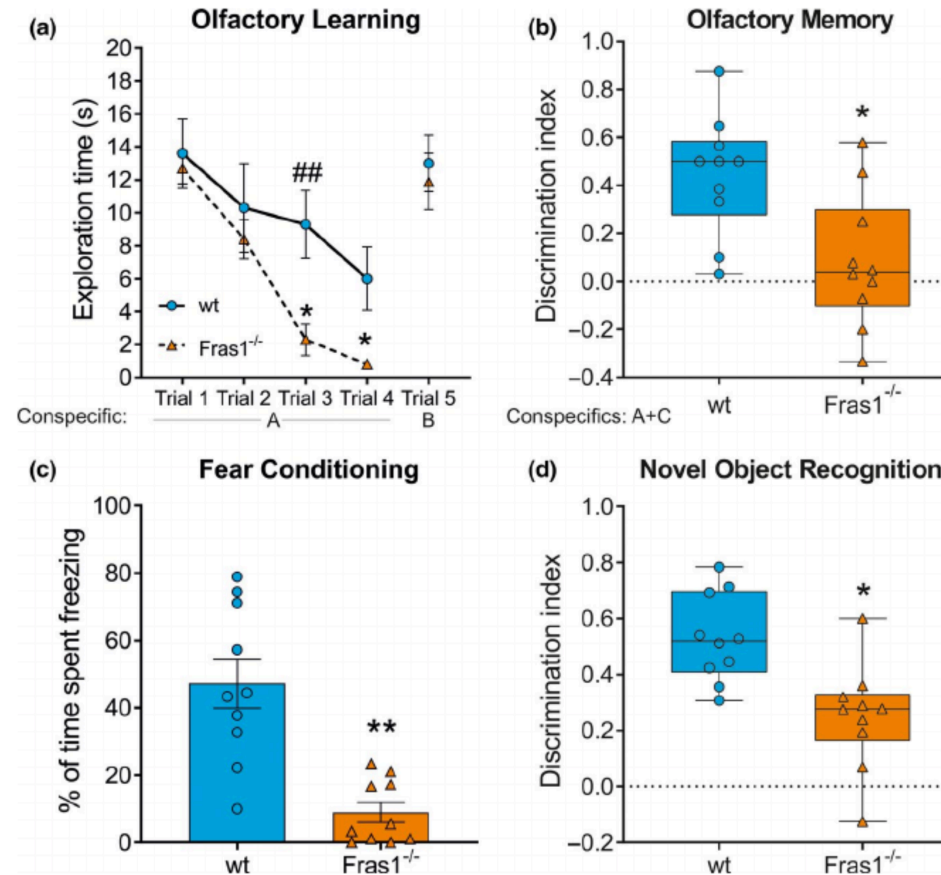 (a) Olfactory Learning
20
18
16
14
12
10
8
6
4
2
0
Exploration time (s)
##
*
*
wt
Fras1-/-
Trial 1 Trial 2 Trial 3 Trial 4 Trial 5
Conspecific: A B
(b) Olfactory Memory
1.0
0.8
0.6
0.4
0.2
0.0
−0.2
−0.4
Discrimination index
*
wt Fras1-/-
Conspecifics: A+C
(c) Fear Conditioning
100
80
60
40
20
0
% of time spent freezing
**
wt Fras1-/-
(d) Novel Object Recognition
1.0
0.8
0.6
0.4
0.2
0.0
−0.2
Discrimination index
*
wt Fras1-/-